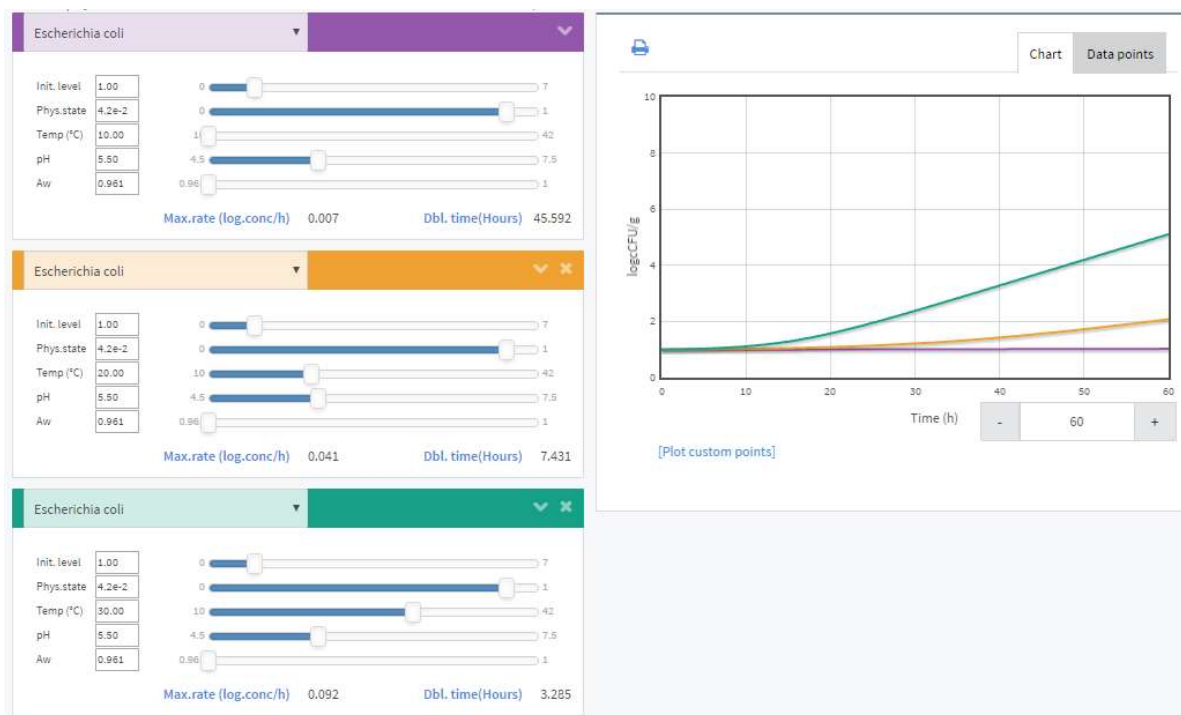 Escherichia coli ▼
Init. level 1.00 0 7
Phys.state 4.2e-2 0 1
Temp (°C) 10.00 10 42
pH 5.50 4.5 7.5
Aw 0.961 0.96 1
Max.rate (log.conc/h) 0.007 Dbl. time(Hours) 45.592
Escherichia coli ▼
Init. level 1.00 0 7
Phys.state 4.2e-2 0 1
Temp (°C) 20.00 10 42
pH 5.50 4.5 7.5
Aw 0.961 0.96 1
Max.rate (log.conc/h) 0.041 Dbl. time(Hours) 7.431
Escherichia coli ▼
Init. level 1.00 0 7
Phys.state 4.2e-2 0 1
Temp (°C) 30.00 10 42
pH 5.50 4.5 7.5
Aw 0.961 0.96 1
Max.rate (log.conc/h) 0.092 Dbl. time(Hours) 3.285
Chart Data points
10
8
6
4
2
0
logcCFU/g
0 10 20 30 40 50 60
Time (h) - 60 +
[Plot custom points]